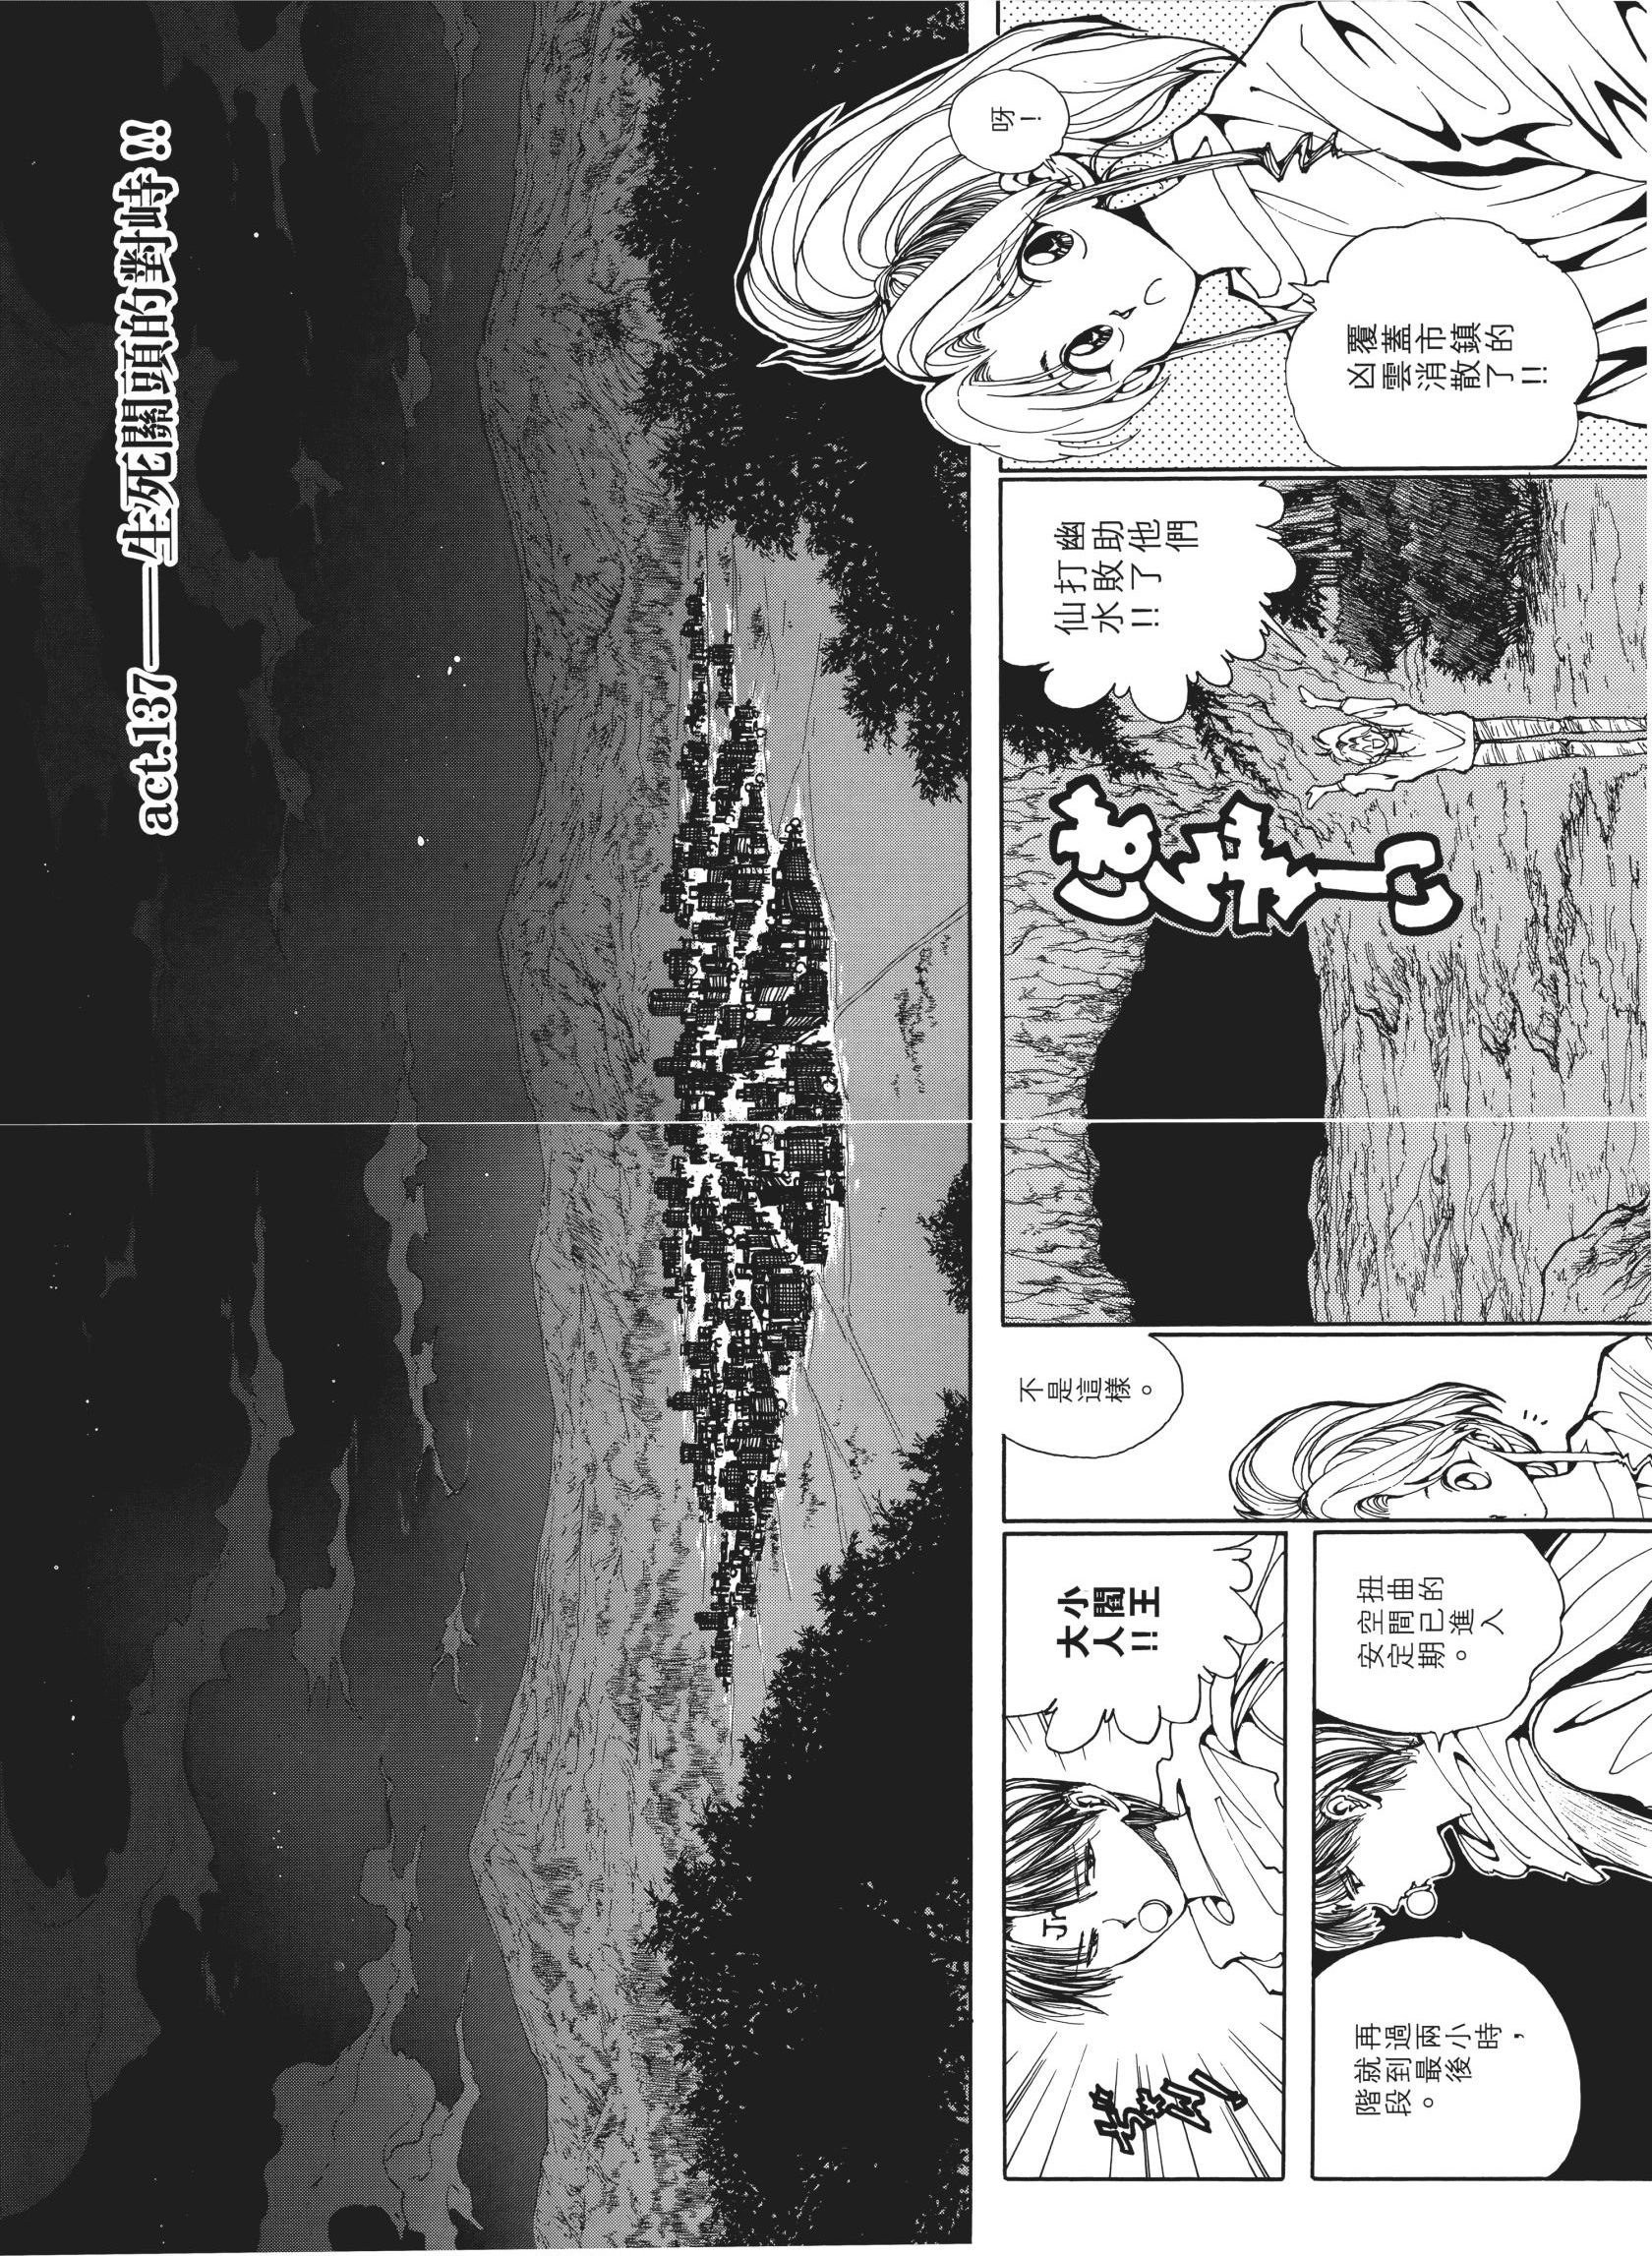 act.137——生死關頭的對峙!!
呀！
覆蓋市鎮的
凶雲消散了!!
幽助他們
打敗了
仙水!!
不是這樣。
小閻王
大人!!
Jr
扭曲的
空間已進入
安定期。
再過兩小時，
就到最後
階段。